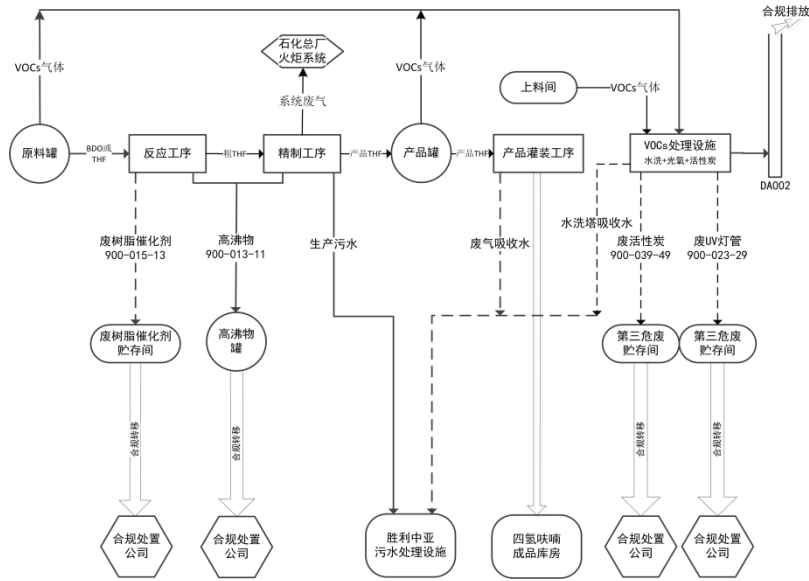 合规排放
石化总厂
火炬系统
VOCs气体
VOCs气体
上料间
VOCs气体
系统废气
原料罐
BDO或
THF
反应工序
粗THF
精制工序
产品THF
产品罐
产品THF
产品灌装工序
VOCs处理设施
水洗+光氧+活性炭
DA002
废树脂催化剂
900-015-13
高沸物
900-013-11
生产污水
废气吸收水
水洗塔吸收水
废活性炭
900-039-49
废UV灯管
900-023-29
废树脂催化剂
贮存间
高沸物
罐
第三危废
贮存间
第三危废
贮存间
合规转移
合规转移
合规转移
合规转移
合规处置
公司
合规处置
公司
胜利中亚
污水处理设施
四氢呋喃
成品库房
合规处置
公司
合规处置
公司